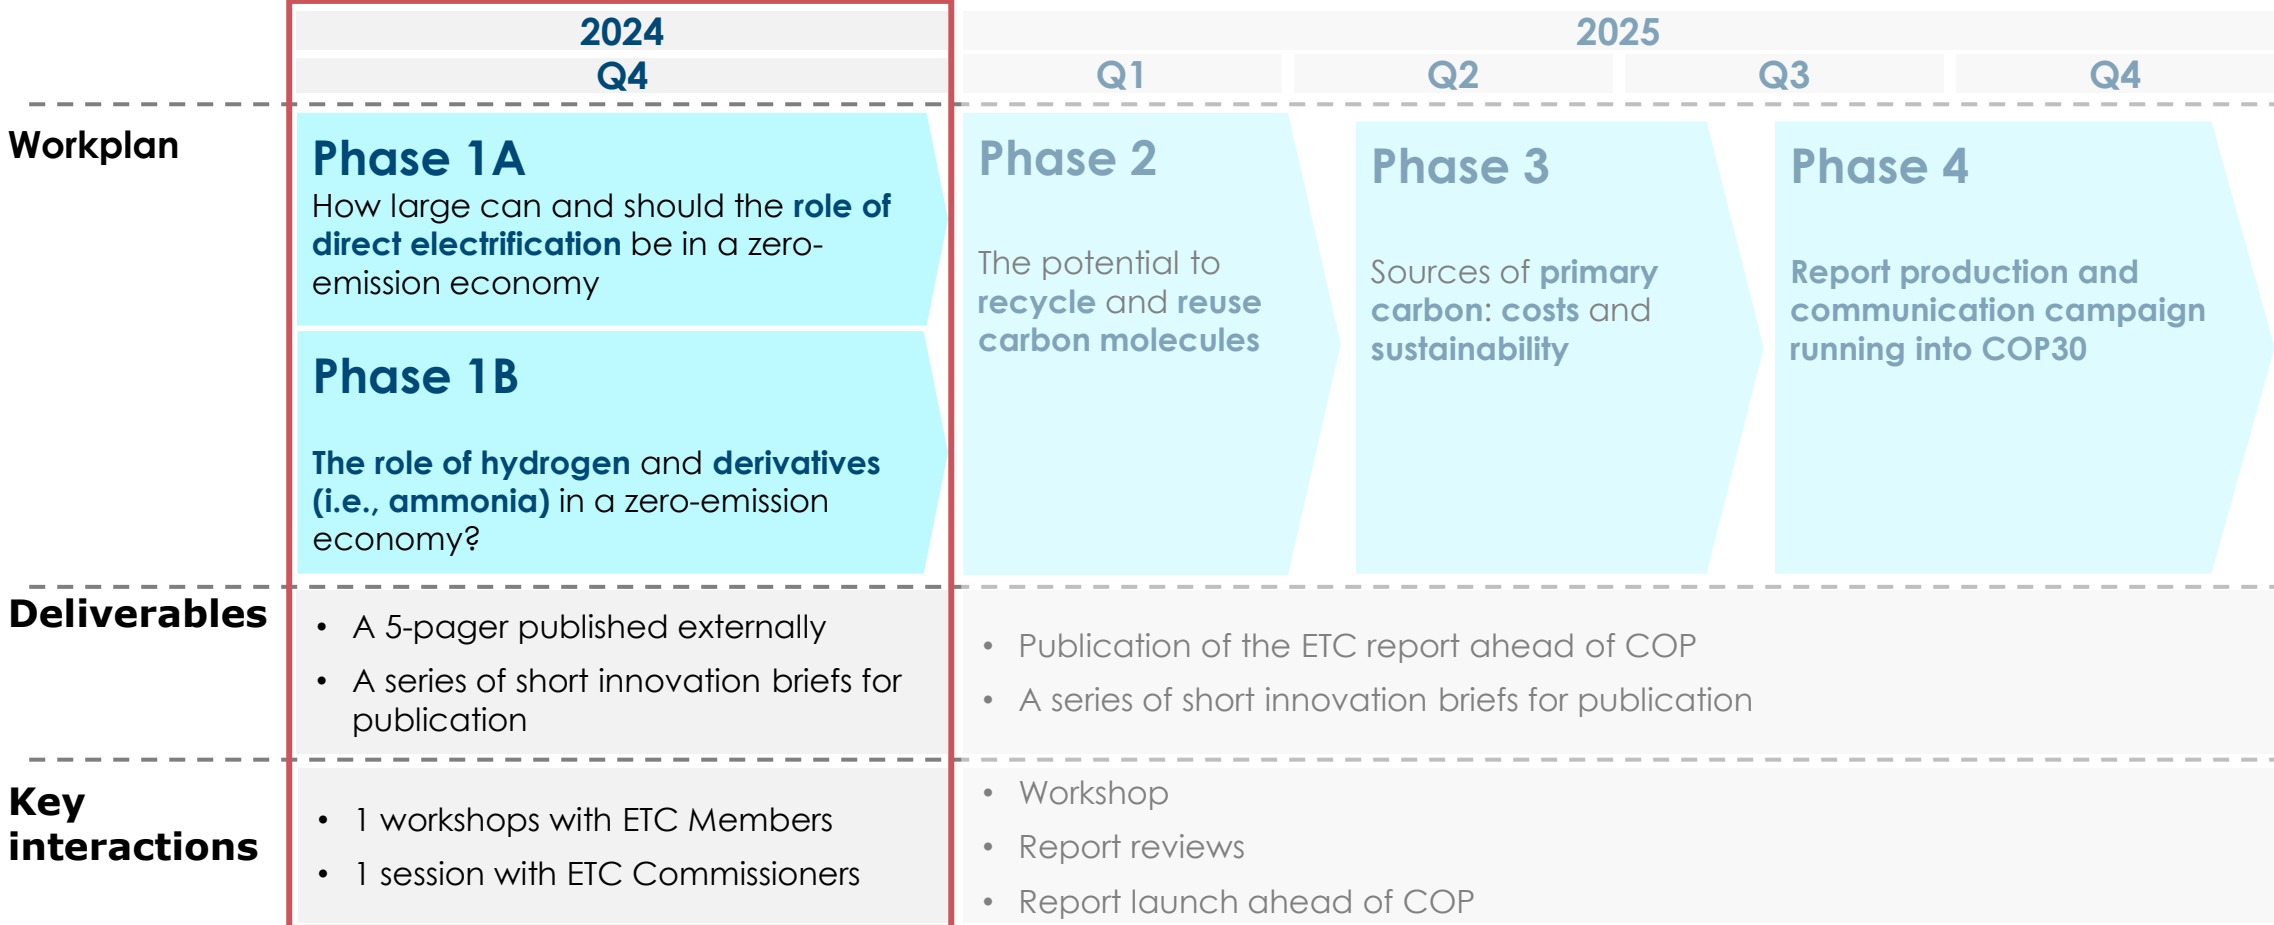 2024
2025
Q4
Q1
Q2
Q3
Q4
Workplan
Phase 1A
How large can and should the role of
direct electrification be in a zero-
emission economy
Phase 1B
The role of hydrogen and derivatives
(i.e., ammonia) in a zero-emission
economy?
Phase 2
The potential to
recycle and reuse
carbon molecules
Phase 3
Sources of primary
carbon: costs and
sustainability
Phase 4
Report production and
communication campaign
running into COP30
Deliverables
• A 5-pager published externally
• A series of short innovation briefs for
publication
• Publication of the ETC report ahead of COP
• A series of short innovation briefs for publication
Key
interactions
• 1 workshops with ETC Members
• 1 session with ETC Commissioners
• Workshop
• Report reviews
• Report launch ahead of COP